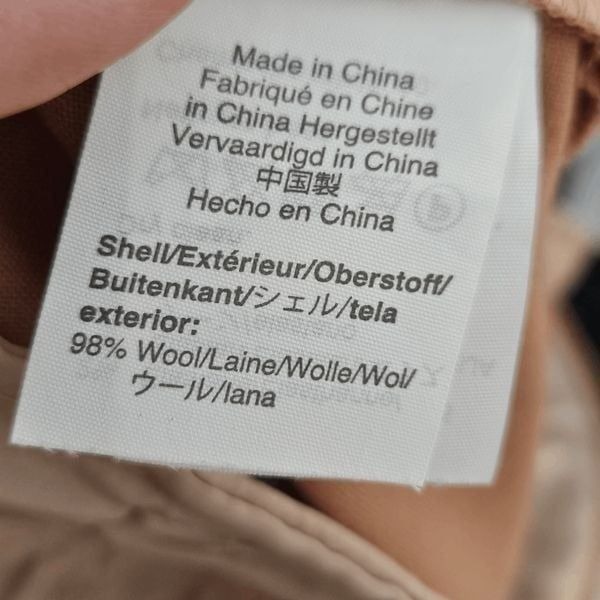 Made in China
Fabriqué en Chine
in China Hergestellt
Vervaardigd in China
中国製
Hecho en China
Shell/Extérieur/Oberstoff/
Buitenkant/シェル/tela
exterior:
98% Wool/Laine/Wolle/Wol/
ウール/lana